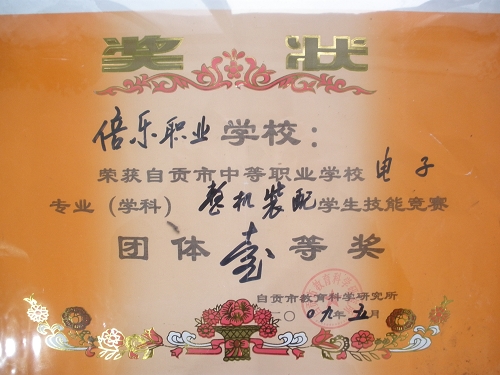 奖 状
倍乐职业学校：
荣获自贡市中等职业学校电子
专业（学科）整机装配学生技能竞赛
团体壹等奖
自贡市教育科学研究所
二〇〇九年五月